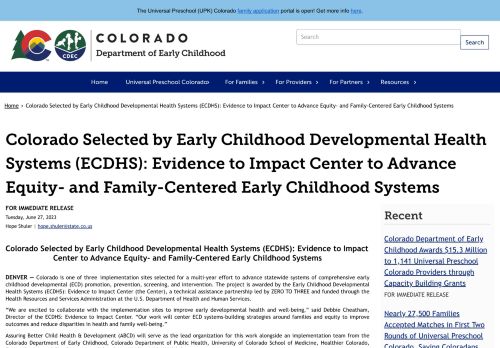 The Universal Preschool (UPK) Colorado family application portal is open! Get more info here.
COLORADO
Department of Early Childhood
CDEC
Search
Search
Home Universal Preschool Colorado For Families For Providers For Partners Resources
Home › Colorado Selected by Early Childhood Developmental Health Systems (ECDHS): Evidence to Impact Center to Advance Equity- and Family-Centered Early Childhood Systems
Colorado Selected by Early Childhood Developmental Health
Systems (ECDHS): Evidence to Impact Center to Advance
Equity- and Family-Centered Early Childhood Systems
FOR IMMEDIATE RELEASE
Tuesday, June 27, 2023
Hope Shuler | hope.shuler@state.co.us
Colorado Selected by Early Childhood Developmental Health Systems (ECDHS): Evidence to Impact
Center to Advance Equity- and Family-Centered Early Childhood Systems
DENVER — Colorado is one of three implementation sites selected for a multi-year effort to advance statewide systems of comprehensive early
childhood developmental (ECD) promotion, prevention, screening, and intervention. The project is awarded by the Early Childhood Developmental
Health Systems (ECDHS): Evidence to Impact Center (the Center), a technical assistance partnership led by ZERO TO THREE and funded through the
Health Resources and Services Administration at the U.S. Department of Health and Human Services.
“We are excited to collaborate with the implementation sites to improve early developmental health and well-being,” said Debbie Cheatham,
Director of the ECDHS: Evidence to Impact Center. “Our work will center ECD systems-building strategies around families and equity to improve
outcomes and reduce disparities in health and family well-being.”
Assuring Better Child Health & Development (ABCD) will serve as the lead organization for this work alongside an implementation team from the
Colorado Department of Early Childhood, Colorado Department of Public Health, University of Colorado School of Medicine, Healthier Colorado,
Recent
Colorado Department of Early
Childhood Awards $15.3 Million
to 1,141 Universal Preschool
Colorado Providers through
Capacity Building Grants
FOR IMMEDIATE RELEASE
Nearly 27,500 Families
Accepted Matches in First Two
Rounds of Universal Preschool
Colorado, Saving Coloradans